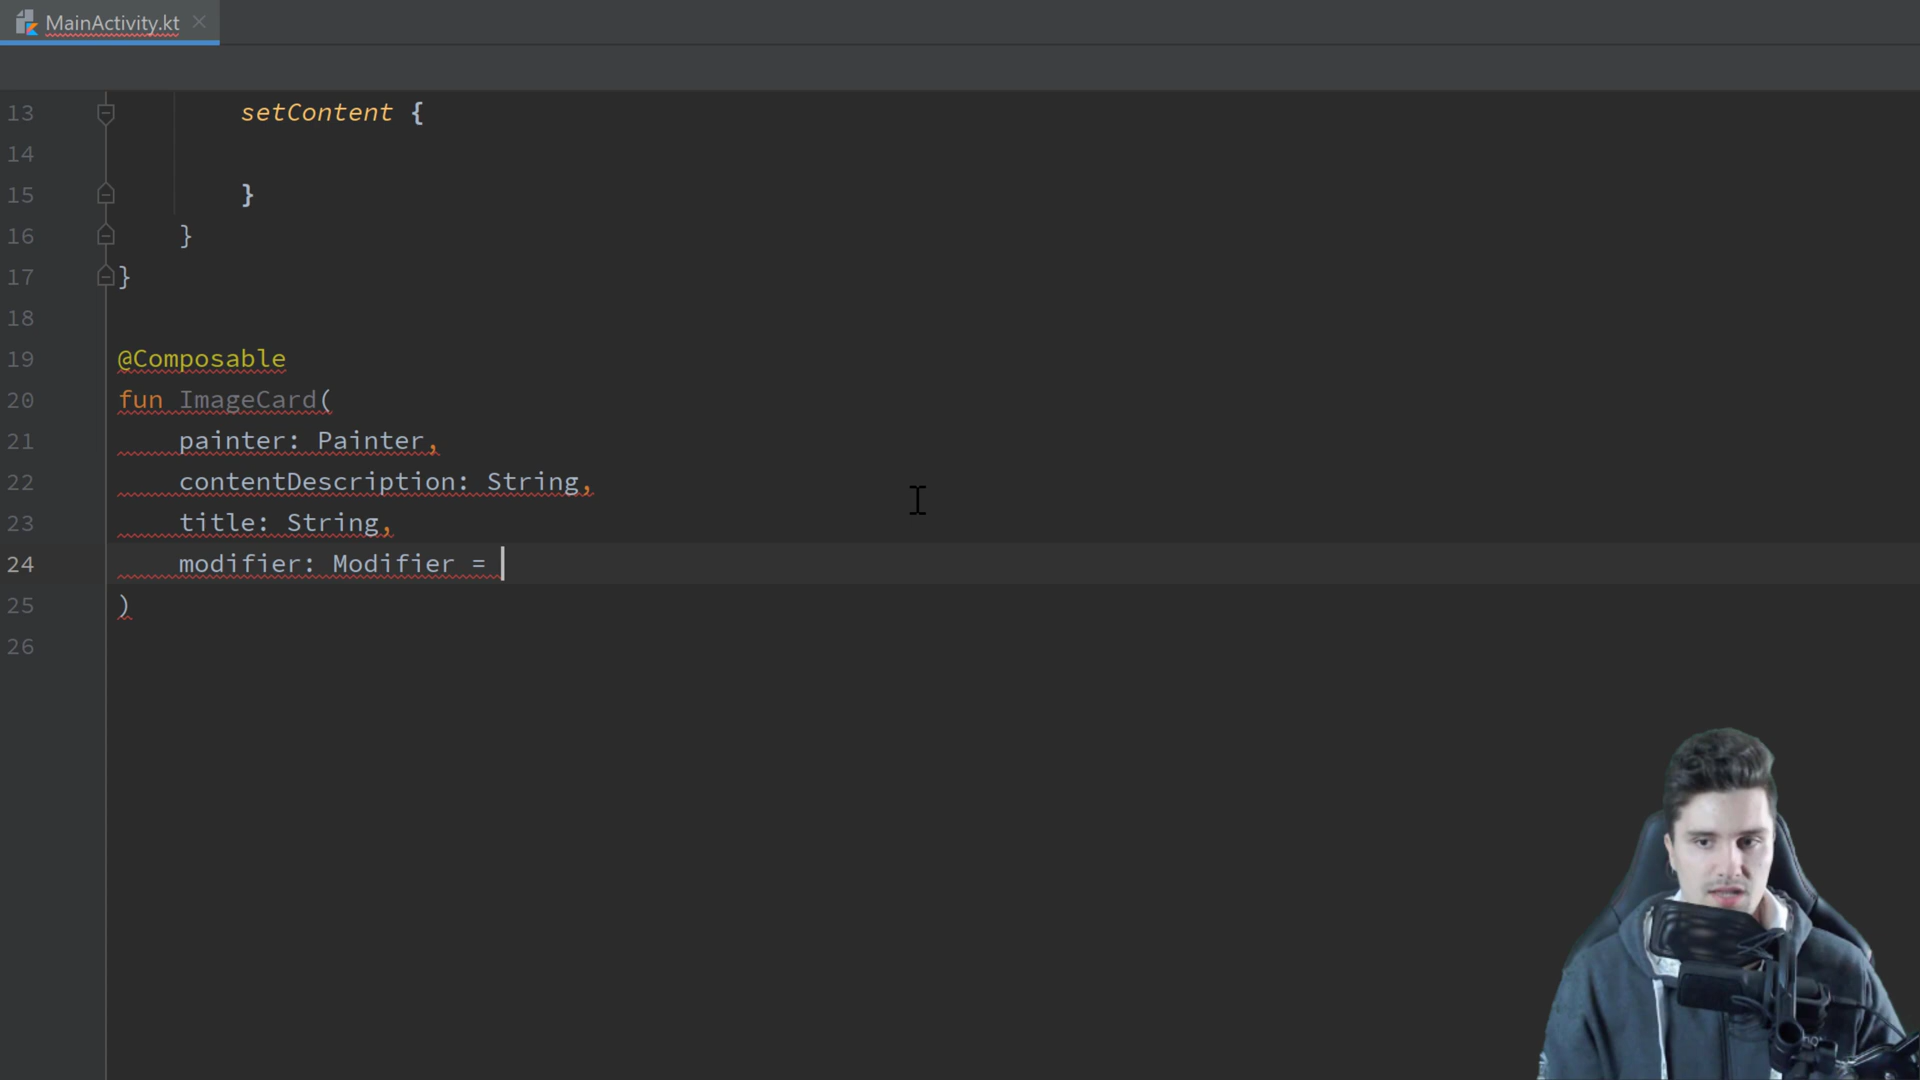 MainActivity.kt
13 setContent {
14
15 }
16 }
17 }
18
19 @Composable
20 fun ImageCard(
21 painter: Painter,
22 contentDescription: String,
23 title: String,
24 modifier: Modifier =
25 )
26